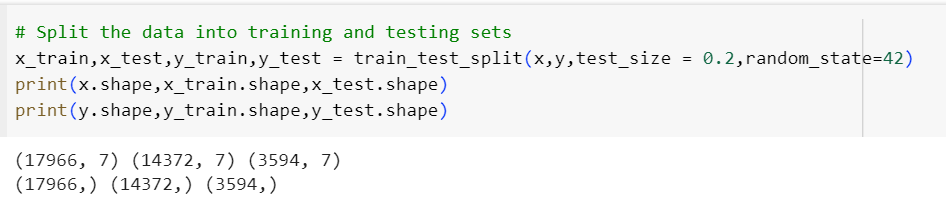 # Split the data into training and testing sets
x_train,x_test,y_train,y_test = train_test_split(x,y,test_size = 0.2,random_state=42)
print(x.shape,x_train.shape,x_test.shape)
print(y.shape,y_train.shape,y_test.shape)
(17966, 7) (14372, 7) (3594, 7)
(17966,) (14372,) (3594,)